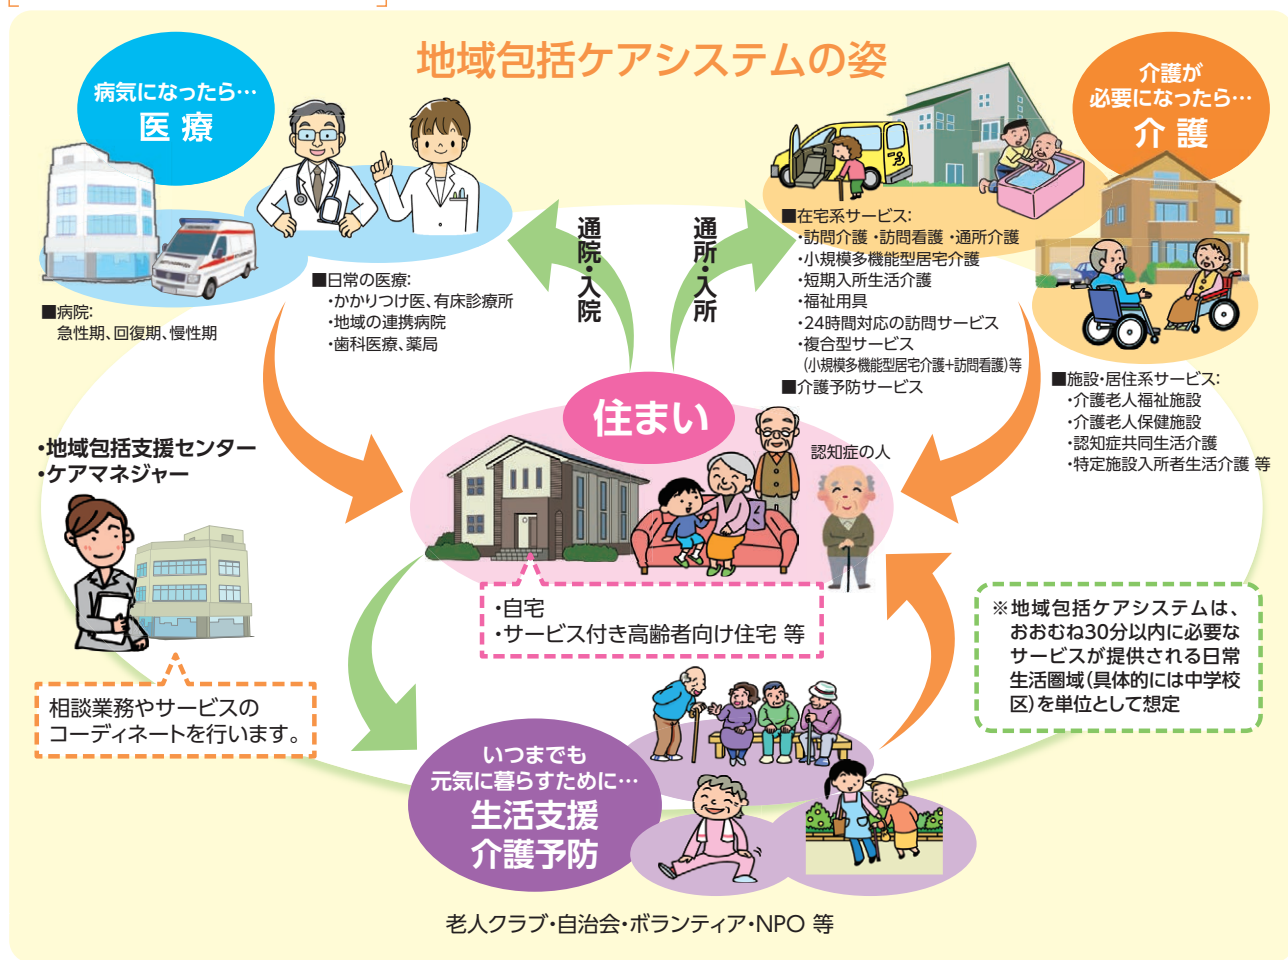 地域包括ケアシステムの姿
病気になったら…
医 療
介護が
必要になったら…
介 護
■病院:
急性期、回復期、慢性期
■日常の医療:
・かかりつけ医、有床診療所
・地域の連携病院
・歯科医療、薬局
通院・入院
通所・入所
■在宅系サービス:
・訪問介護 ・訪問看護 ・通所介護
・小規模多機能型居宅介護
・短期入所生活介護
・福祉用具
・24時間対応の訪問サービス
・複合型サービス
(小規模多機能型居宅介護+訪問看護)等
■介護予防サービス
■施設・居住系サービス:
・介護老人福祉施設
・介護老人保健施設
・認知症共同生活介護
・特定施設入所者生活介護 等
住まい
認知症の人
・地域包括支援センター
・ケアマネジャー
相談業務やサービスの
コーディネートを行います。
・自宅
・サービス付き高齢者向け住宅 等
※地域包括ケアシステムは、
おおむね30分以内に必要な
サービスが提供される日常
生活圏域(具体的には中学校
区)を単位として想定
いつまでも
元気に暮らすために…
生活支援
介護予防
老人クラブ・自治会・ボランティア・NPO 等